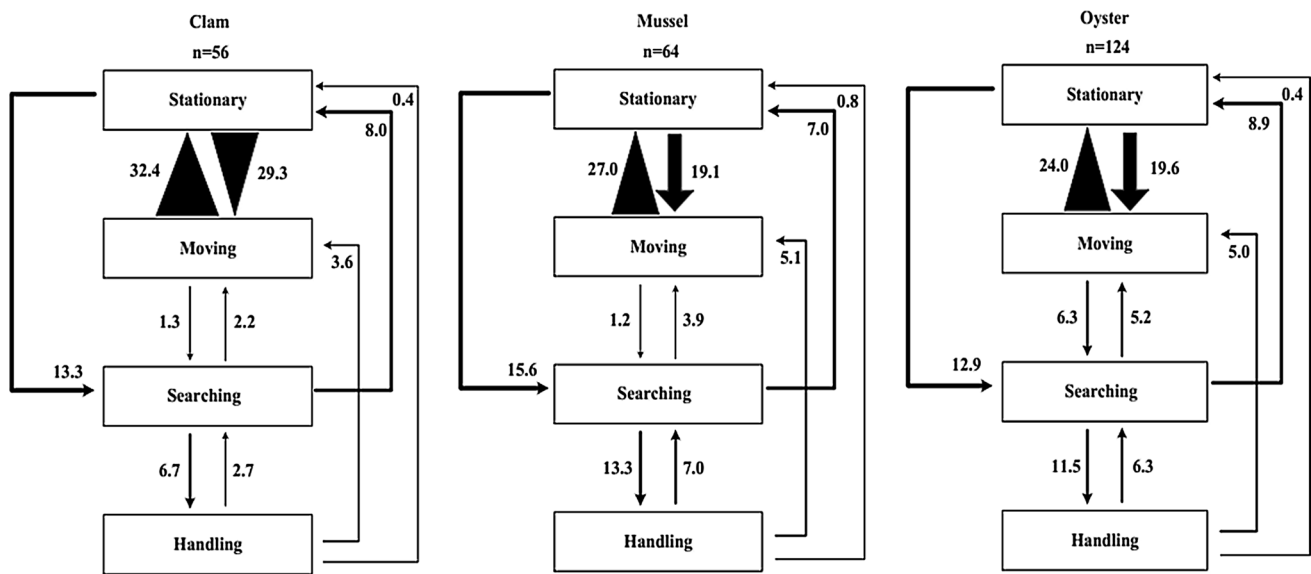 Clam
n=56
Stationary
0.4
8.0
32.4
29.3
Moving
3.6
1.3
2.2
13.3
Searching
6.7
2.7
Handling
Mussel
n=64
Stationary
0.8
7.0
27.0
19.1
Moving
5.1
1.2
3.9
15.6
Searching
13.3
7.0
Handling
Oyster
n=124
Stationary
0.4
8.9
24.0
19.6
Moving
5.0
6.3
5.2
12.9
Searching
11.5
6.3
Handling